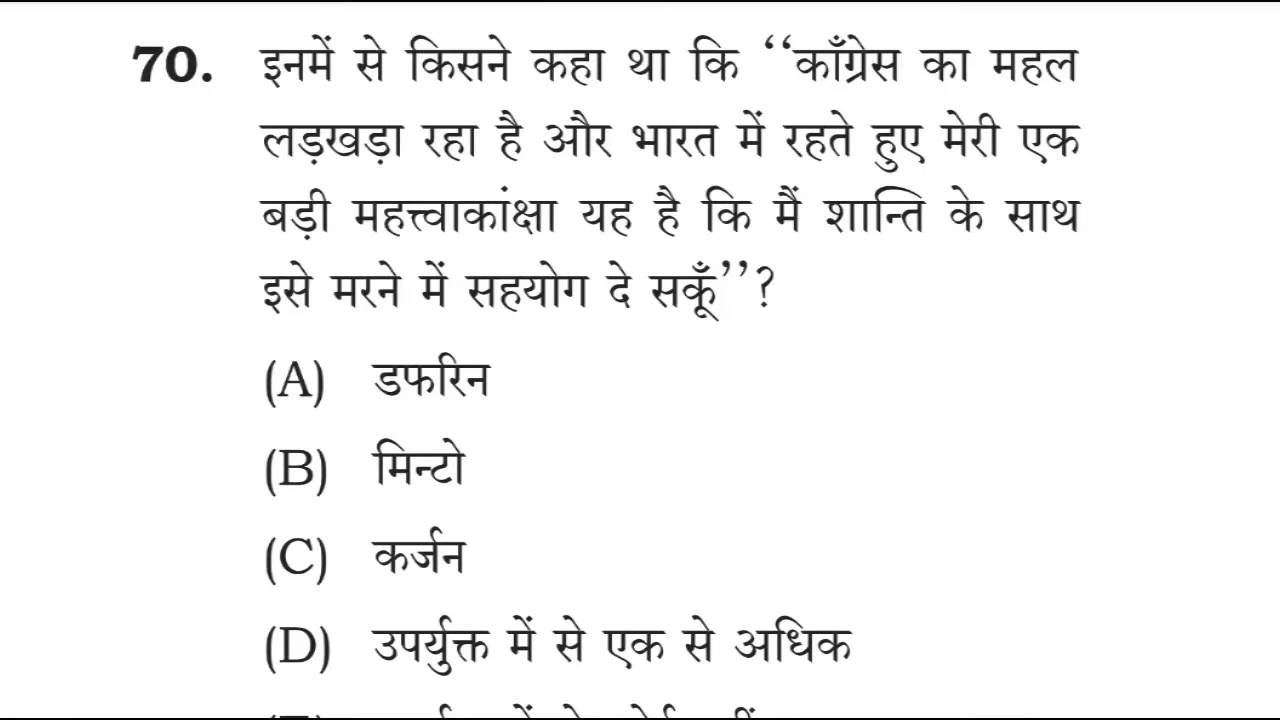 70. इनमें से किसने कहा था कि ‘‘काँग्रेस का महल
लड़खड़ा रहा है और भारत में रहते हुए मेरी एक
बड़ी महत्त्वाकांक्षा यह है कि मैं शान्ति के साथ
इसे मरने में सहयोग दे सकूँ’’?
(A) डफरिन
(B) मिन्टो
(C) कर्जन
(D) उपर्युक्त में से एक से अधिक